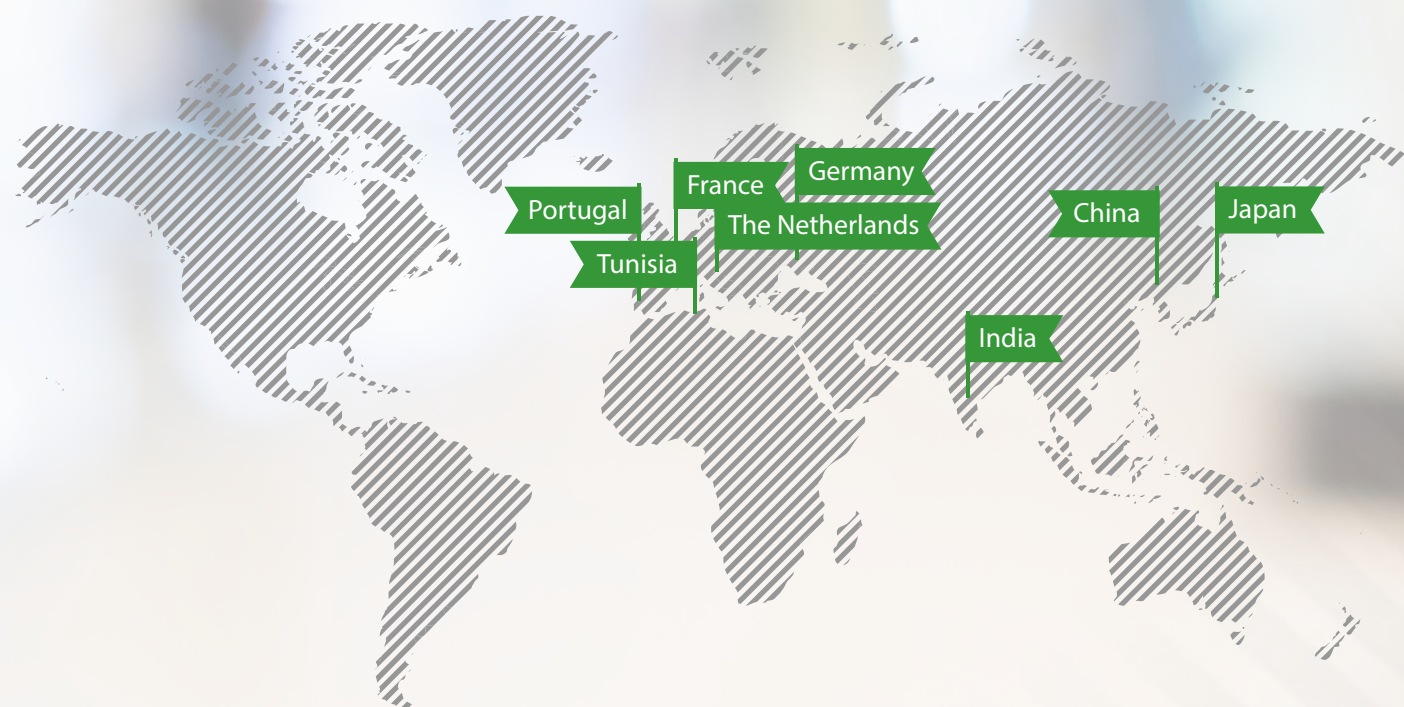 Germany
France
Portugal
The Netherlands
Tunisia
China
Japan
India